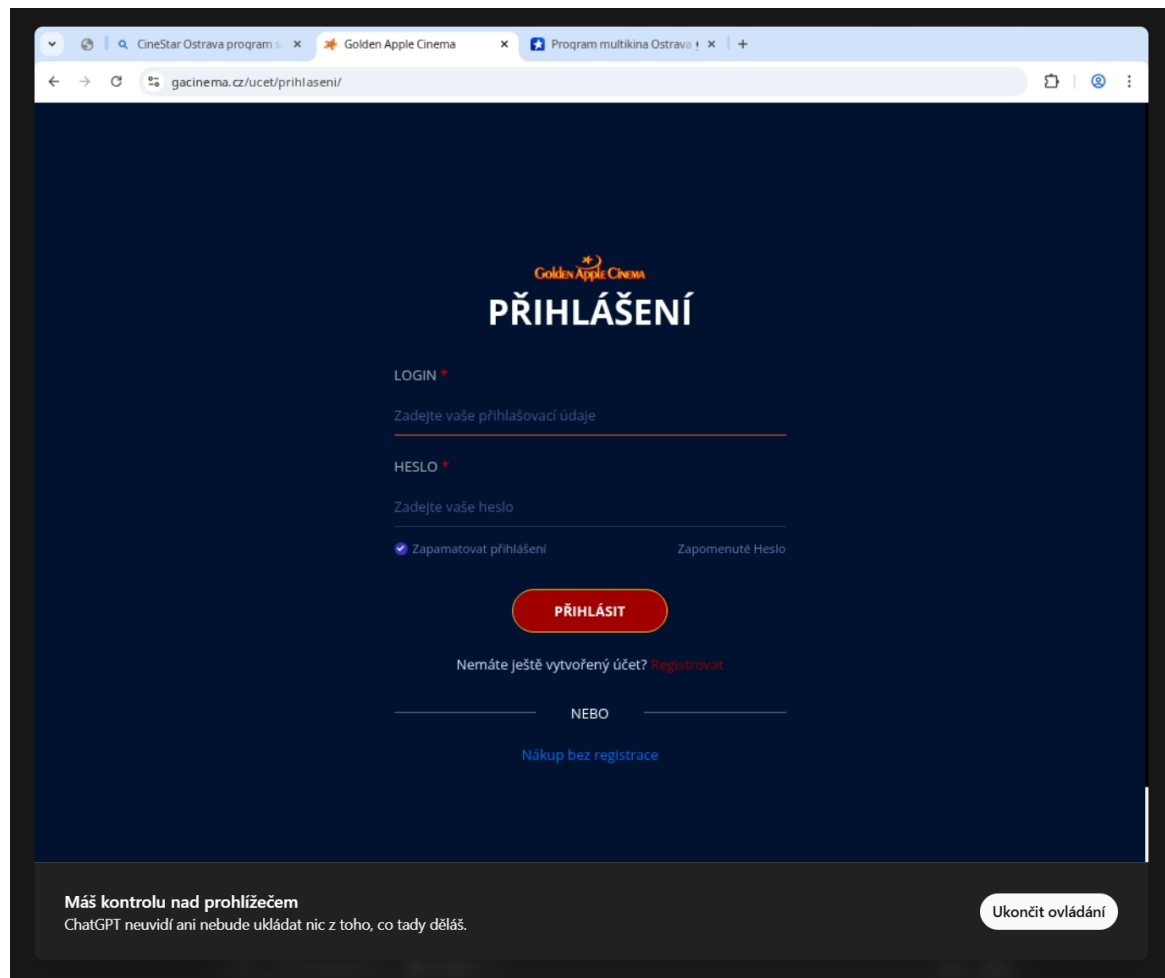 CineStar Ostrava program s
Golden Apple Cinema
Program multikina Ostrava
gacinema.cz/ucet/prihlaseni/
Golden Apple Cinema
PŘIHLÁŠENÍ
LOGIN *
Zadejte vaše přihlašovací údaje
HESLO *
Zadejte vaše heslo
Zapamatovat přihlášení Zapomenuté Heslo
PŘIHLÁSIT
Nemáte ještě vytvořený účet? Registrovat
NEBO
Nákup bez registrace
Máš kontrolu nad prohlížečem
ChatGPT neuvidí ani nebude ukládat nic z toho, co tady děláš.
Ukončit ovládání